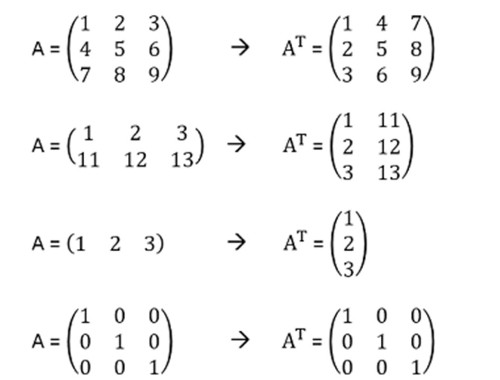 A = (1 2 3 → Aᵀ = (1 4 7
4 5 6 2 5 8
7 8 9) 3 6 9)
A = (1 2 3 → Aᵀ = (1 11
11 12 13) 2 12
3 13)
A = (1 2 3) → Aᵀ = (1
2
3)
A = (1 0 0 → Aᵀ = (1 0 0
0 1 0 0 1 0
0 0 1) 0 0 1)